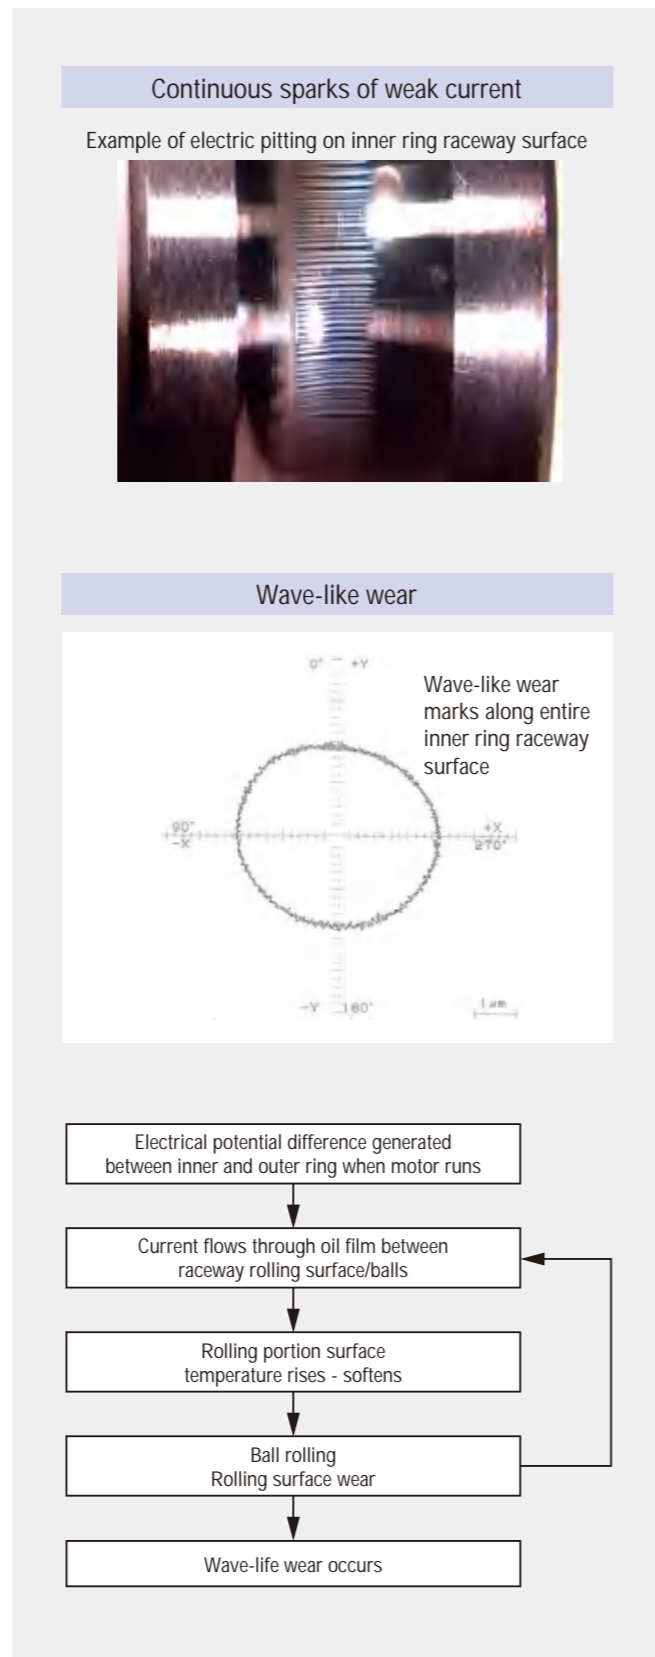 Continuous sparks of weak current
Example of electric pitting on inner ring raceway surface
Wave-like wear
0° +Y
Wave-like wear
marks along entire
inner ring raceway
surface
90°
-X
+X
270°
-Y 180°
1 µm
Electrical potential difference generated
between inner and outer ring when motor runs
Current flows through oil film between
raceway rolling surface/balls
Rolling portion surface
temperature rises - softens
Ball rolling
Rolling surface wear
Wave-life wear occurs